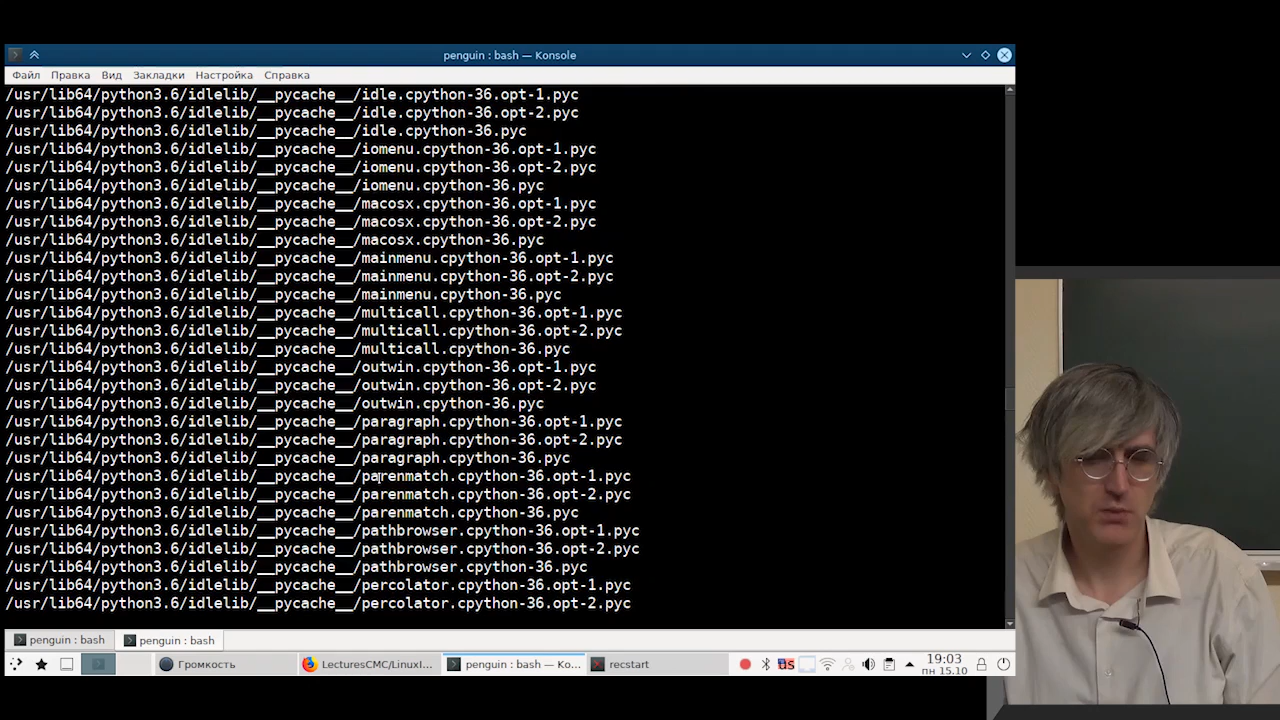 penguin : bash — Konsole
Файл Правка Вид Закладки Настройка Справка
/usr/lib64/python3.6/idlelib/__pycache__/idle.cpython-36.opt-1.pyc
/usr/lib64/python3.6/idlelib/__pycache__/idle.cpython-36.opt-2.pyc
/usr/lib64/python3.6/idlelib/__pycache__/idle.cpython-36.pyc
/usr/lib64/python3.6/idlelib/__pycache__/iomenu.cpython-36.opt-1.pyc
/usr/lib64/python3.6/idlelib/__pycache__/iomenu.cpython-36.opt-2.pyc
/usr/lib64/python3.6/idlelib/__pycache__/iomenu.cpython-36.pyc
/usr/lib64/python3.6/idlelib/__pycache__/macosx.cpython-36.opt-1.pyc
/usr/lib64/python3.6/idlelib/__pycache__/macosx.cpython-36.opt-2.pyc
/usr/lib64/python3.6/idlelib/__pycache__/macosx.cpython-36.pyc
/usr/lib64/python3.6/idlelib/__pycache__/mainmenu.cpython-36.opt-1.pyc
/usr/lib64/python3.6/idlelib/__pycache__/mainmenu.cpython-36.opt-2.pyc
/usr/lib64/python3.6/idlelib/__pycache__/mainmenu.cpython-36.pyc
/usr/lib64/python3.6/idlelib/__pycache__/multicall.cpython-36.opt-1.pyc
/usr/lib64/python3.6/idlelib/__pycache__/multicall.cpython-36.opt-2.pyc
/usr/lib64/python3.6/idlelib/__pycache__/multicall.cpython-36.pyc
/usr/lib64/python3.6/idlelib/__pycache__/outwin.cpython-36.opt-1.pyc
/usr/lib64/python3.6/idlelib/__pycache__/outwin.cpython-36.opt-2.pyc
/usr/lib64/python3.6/idlelib/__pycache__/outwin.cpython-36.pyc
/usr/lib64/python3.6/idlelib/__pycache__/paragraph.cpython-36.opt-1.pyc
/usr/lib64/python3.6/idlelib/__pycache__/paragraph.cpython-36.opt-2.pyc
/usr/lib64/python3.6/idlelib/__pycache__/paragraph.cpython-36.pyc
/usr/lib64/python3.6/idlelib/__pycache__/parenmatch.cpython-36.opt-1.pyc
/usr/lib64/python3.6/idlelib/__pycache__/parenmatch.cpython-36.opt-2.pyc
/usr/lib64/python3.6/idlelib/__pycache__/parenmatch.cpython-36.pyc
/usr/lib64/python3.6/idlelib/__pycache__/pathbrowser.cpython-36.opt-1.pyc
/usr/lib64/python3.6/idlelib/__pycache__/pathbrowser.cpython-36.opt-2.pyc
/usr/lib64/python3.6/idlelib/__pycache__/pathbrowser.cpython-36.pyc
/usr/lib64/python3.6/idlelib/__pycache__/percolator.cpython-36.opt-1.pyc
/usr/lib64/python3.6/idlelib/__pycache__/percolator.cpython-36.opt-2.pyc
penguin : bash penguin : bash
Громкость LecturesCMC/LinuxI... penguin : bash — Ko... recstart us 19:03
пн 15.10